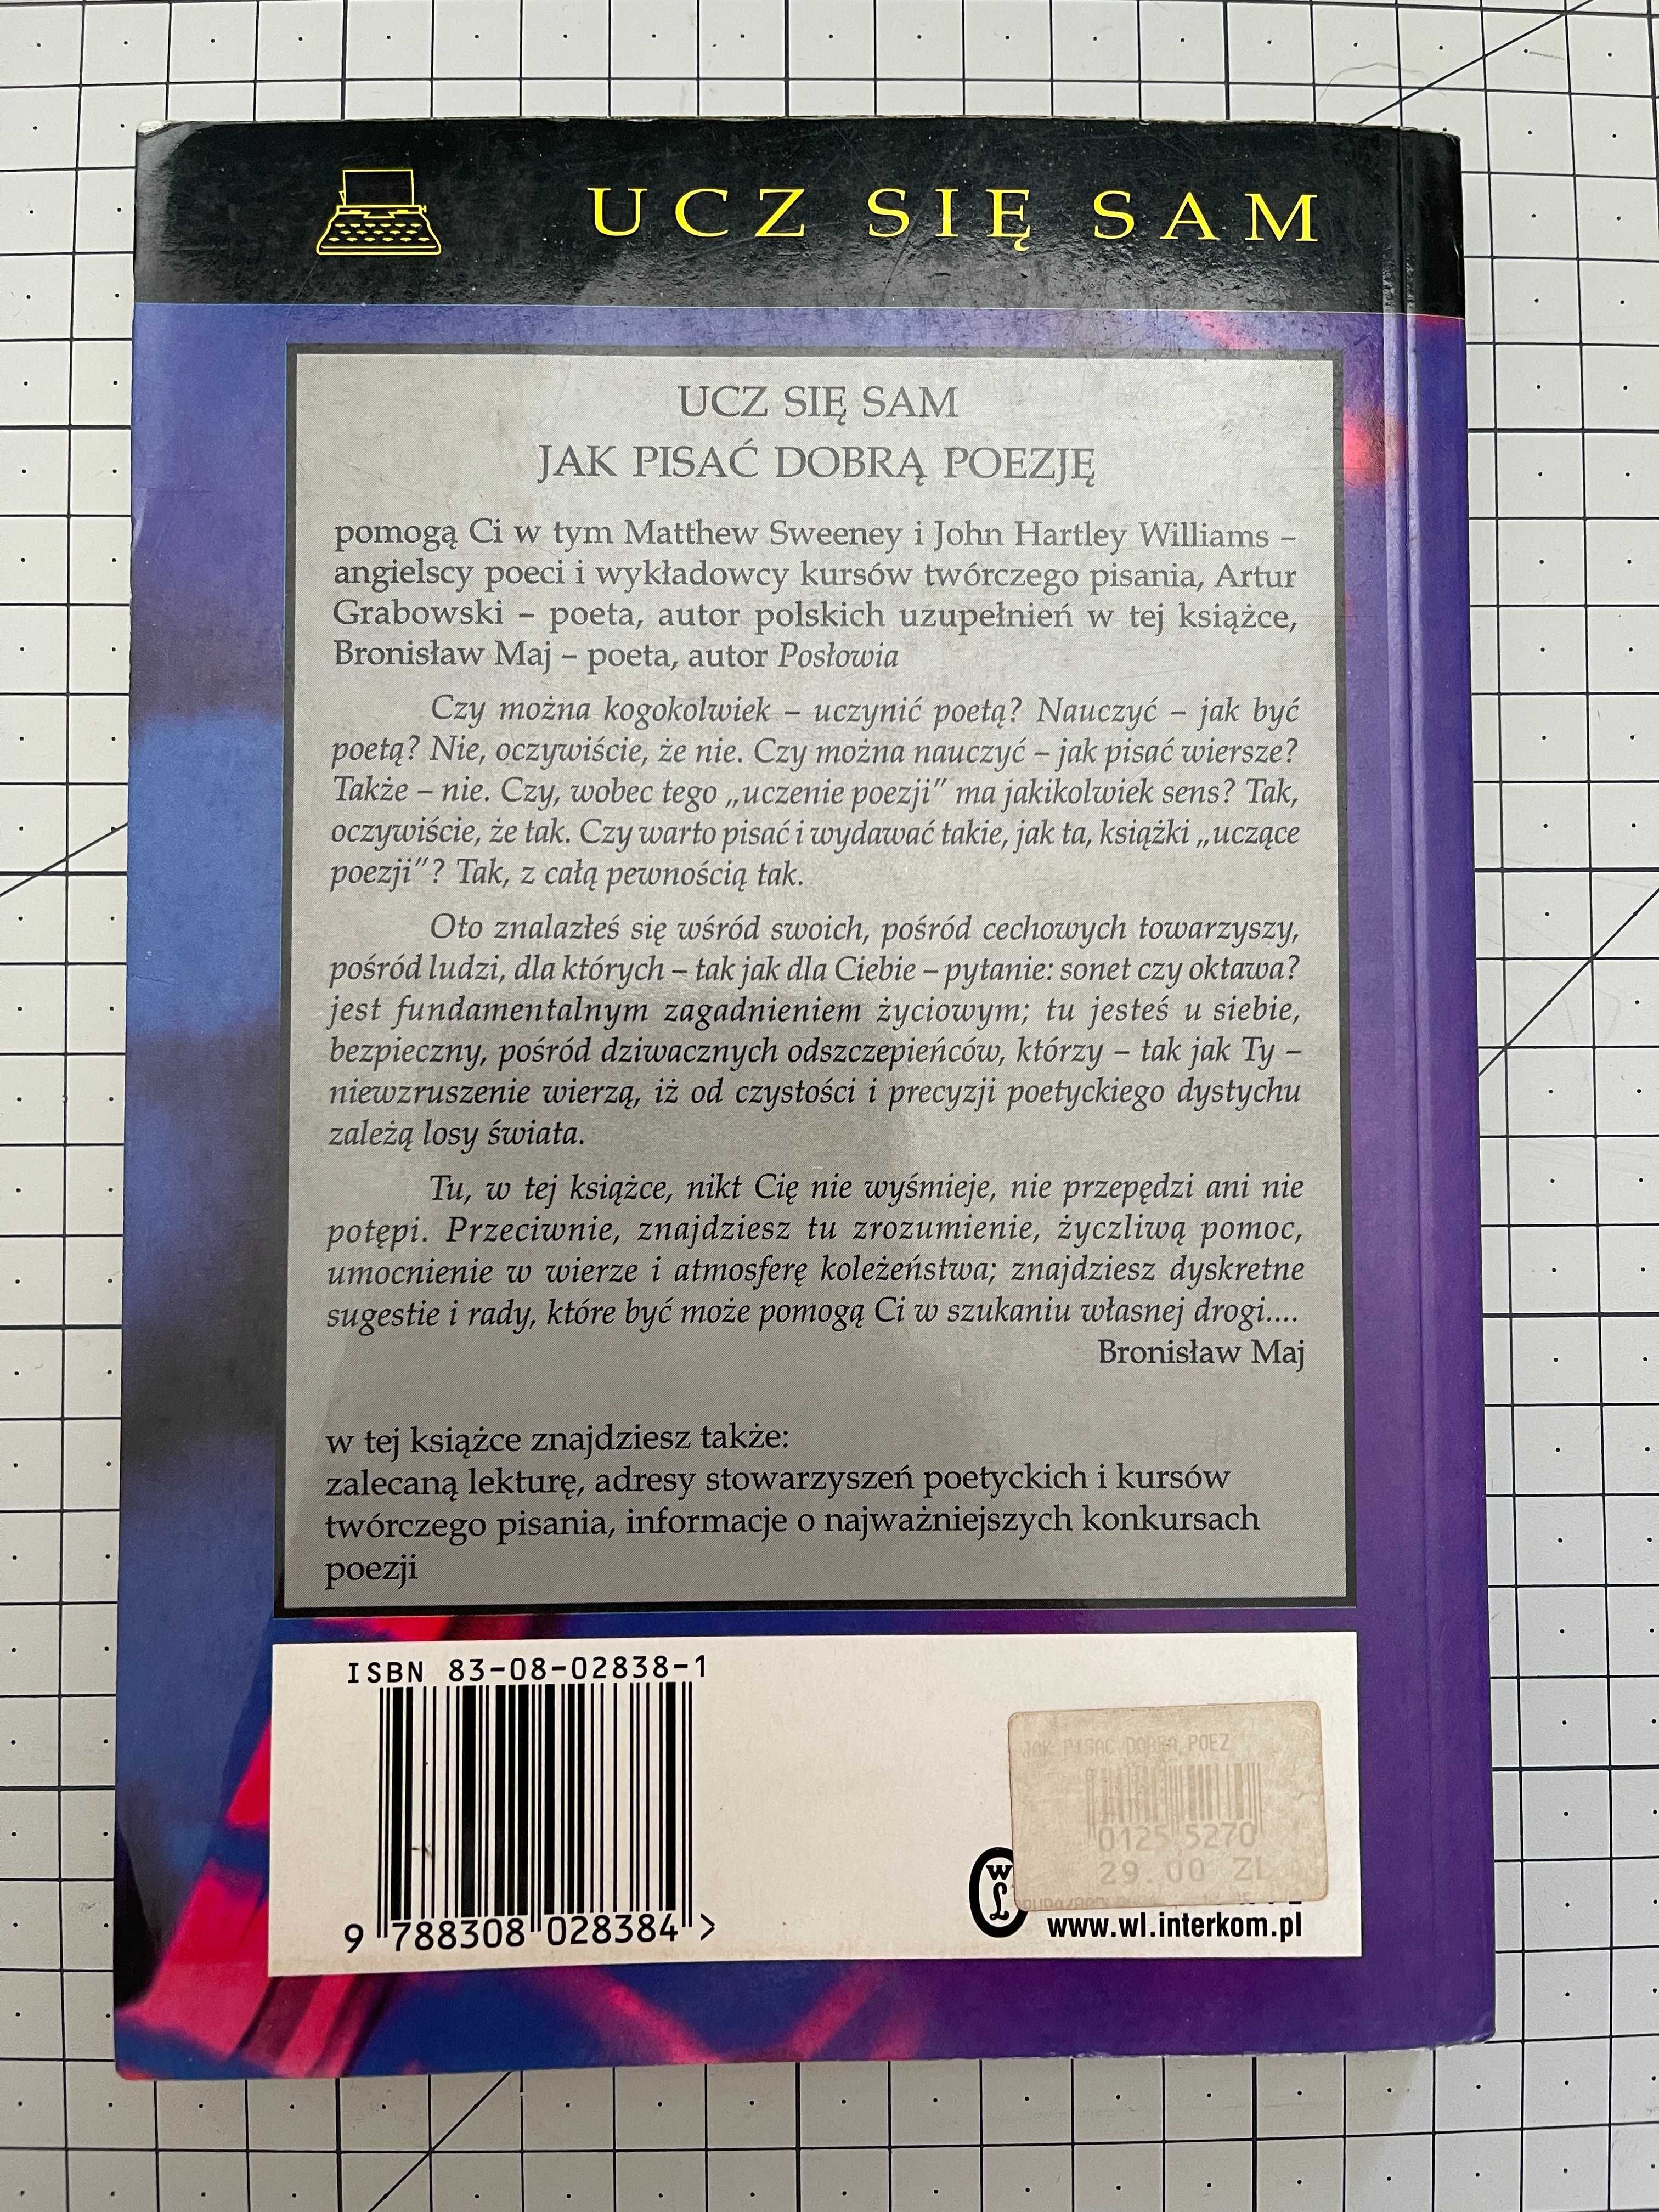 UCZ SIĘ SAM
UCZ SIĘ SAM
JAK PISAĆ DOBRĄ POEZJĘ
pomogą Ci w tym Matthew Sweeney i John Hartley Williams –
angielscy poeci i wykładowcy kursów twórczego pisania, Artur
Grabowski – poeta, autor polskich uzupełnień w tej książce,
Bronisław Maj – poeta, autor Posłowia
Czy można kogokolwiek – uczynić poetą? Nauczyć – jak być
poetą? Nie, oczywiście, że nie. Czy można nauczyć – jak pisać wiersze?
Także – nie. Czy, wobec tego „uczenie poezji" ma jakikolwiek sens? Tak,
oczywiście, że tak. Czy warto pisać i wydawać takie, jak ta, książki „uczące
poezji"? Tak, z całą pewnością tak.
Oto znalazłeś się wśród swoich, pośród cechowych towarzyszy,
pośród ludzi, dla których – tak jak dla Ciebie – pytanie: sonet czy oktawa?
jest fundamentalnym zagadnieniem życiowym; tu jesteś u siebie,
bezpieczny, pośród dziwacznych odszczepieńców, którzy – tak jak Ty –
niewzruszenie wierzą, iż od czystości i precyzji poetyckiego dystychu
zależą losy świata.
Tu, w tej książce, nikt Cię nie wyśmieje, nie przepędzi ani nie
potępi. Przeciwnie, znajdziesz tu zrozumienie, życzliwą pomoc,
umocnienie w wierze i atmosferę koleżeństwa; znajdziesz dyskretne
sugestie i rady, które być może pomogą Ci w szukaniu własnej drogi....
Bronisław Maj
w tej książce znajdziesz także:
zalecaną lekturę, adresy stowarzyszeń poetyckich i kursów
twórczego pisania, informacje o najważniejszych konkursach
poezji
ISBN 83-08-02838-1
9 788308 028384 >
JAK PISAC DOBRA POEZ
0125 5270
29.00 ZL
WL
www.wl.interkom.pl